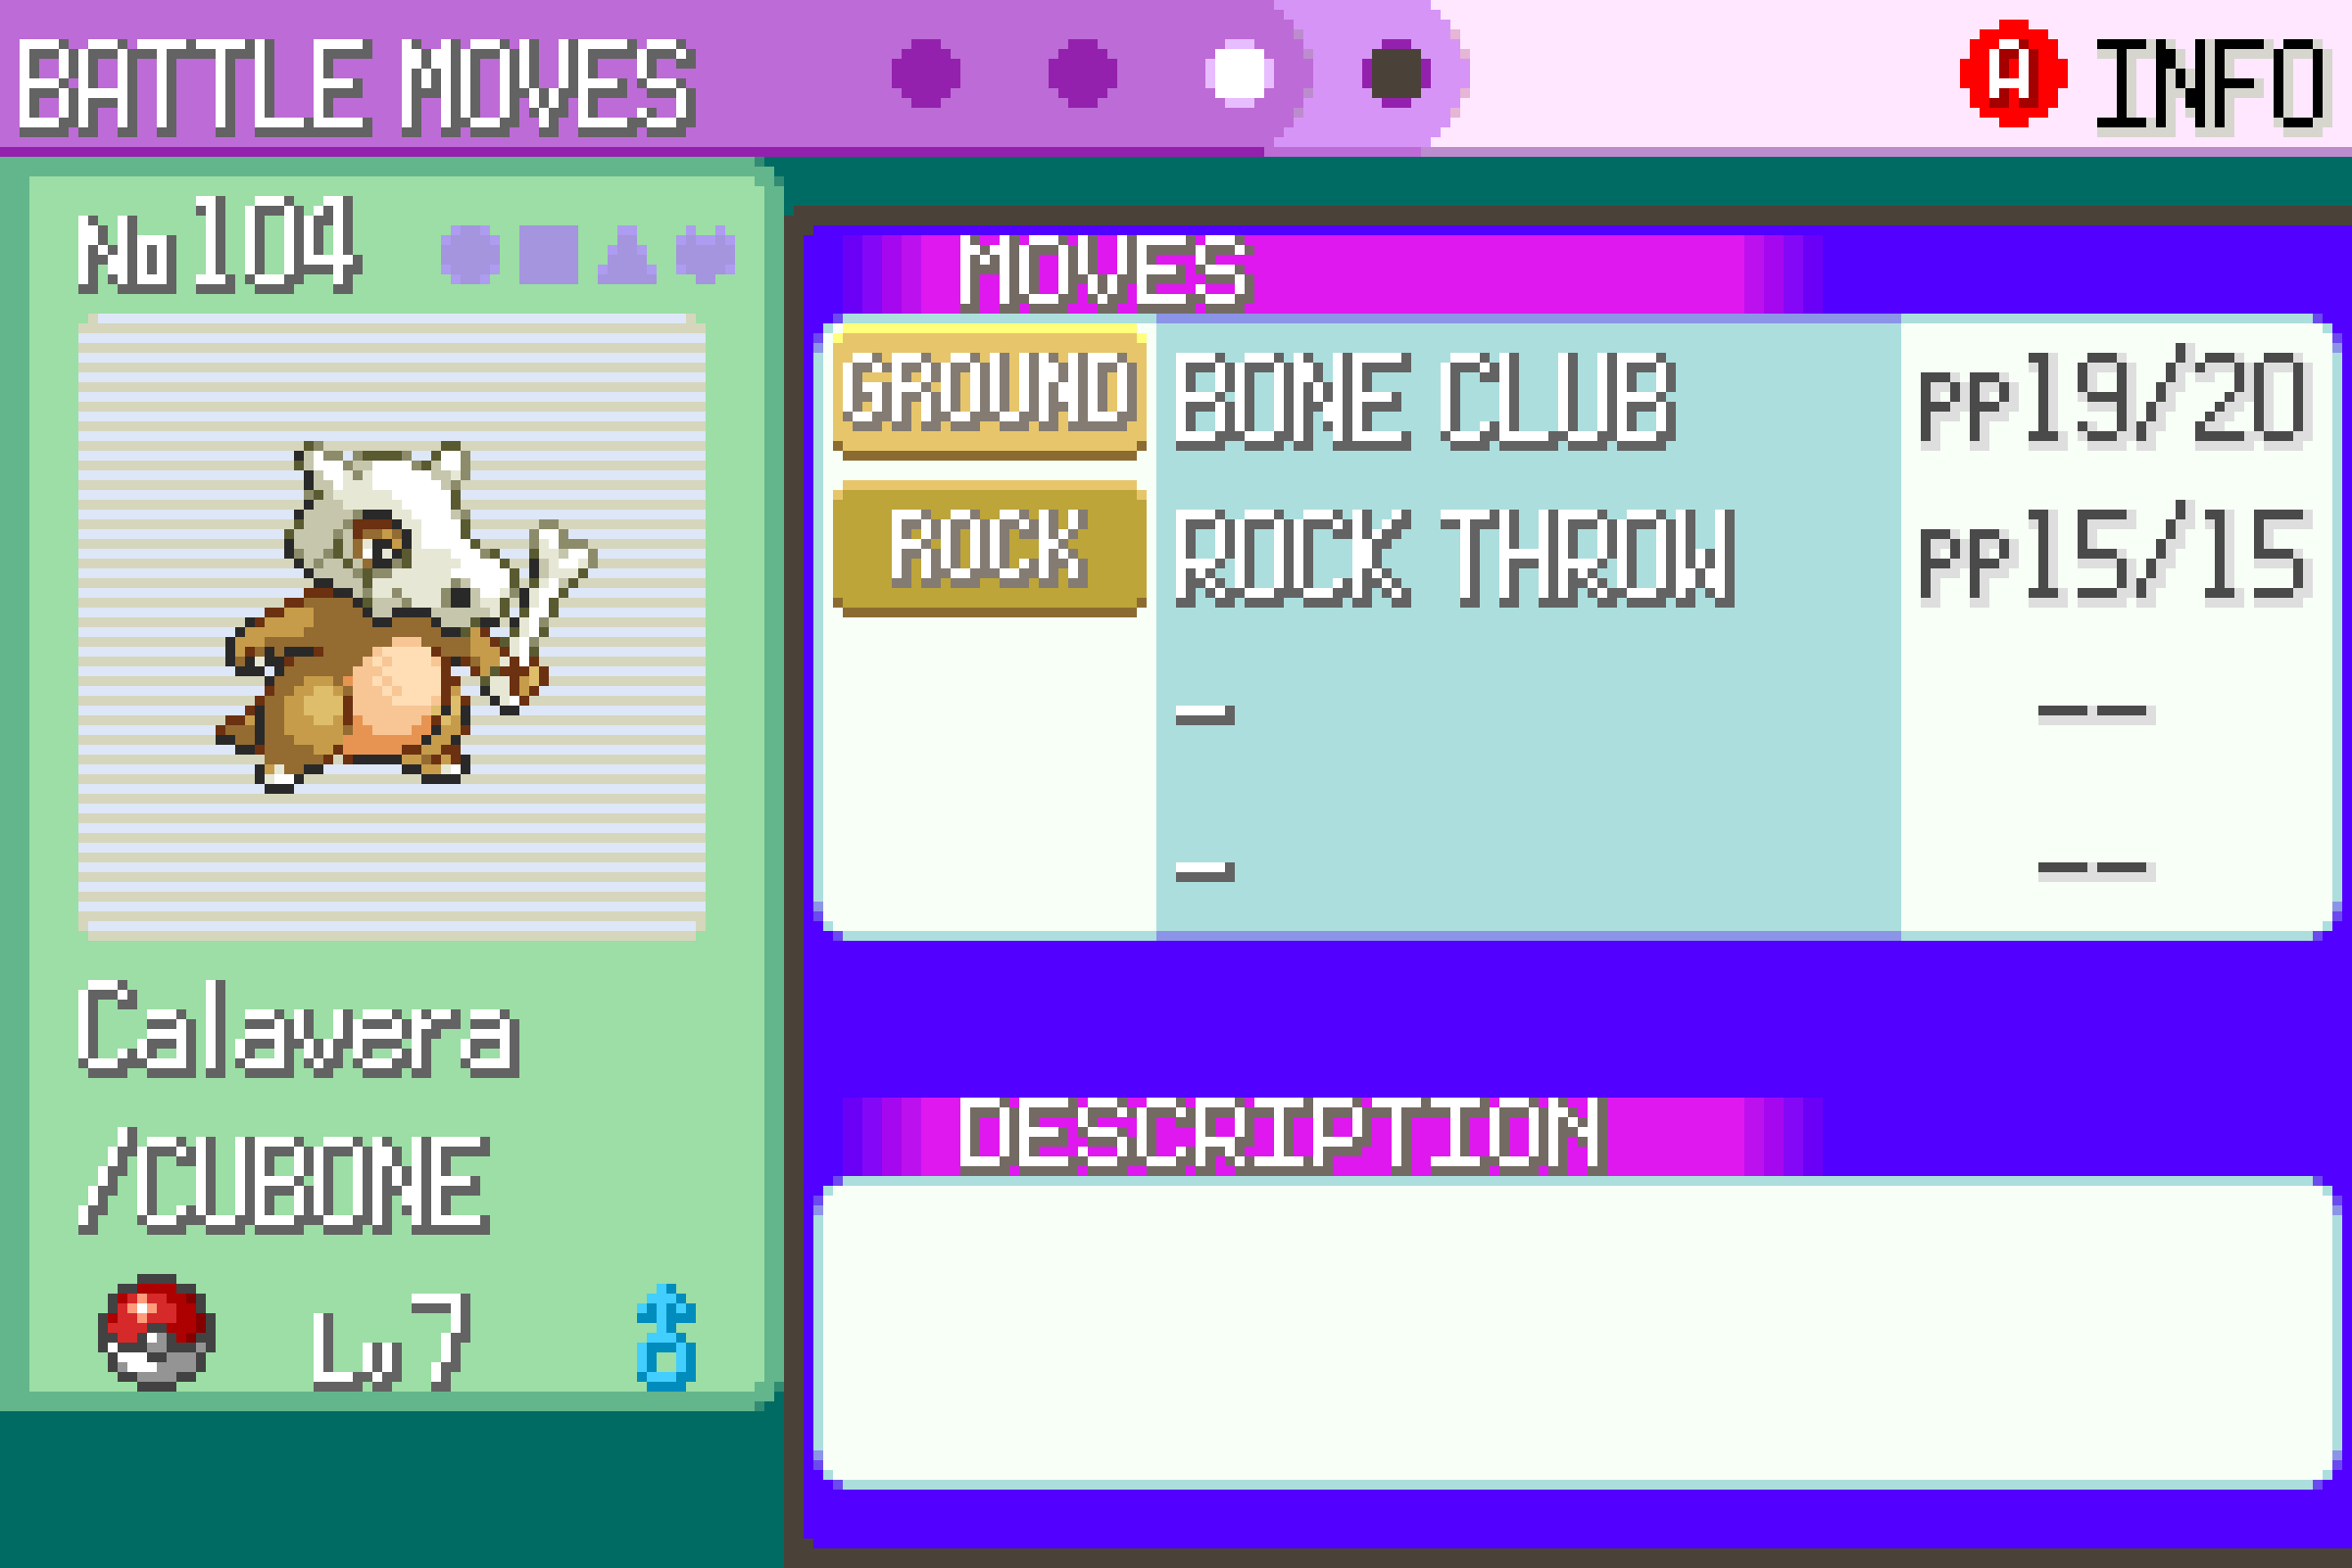 BATTLE MOVES
A INFO
No104
MOVES
GROUND BONE CLUB PP19/20
ROCK ROCK THROW PP15/15
– --
– --
Calavera
/CUBONE
Lv7 ♂
DESCRIPTION